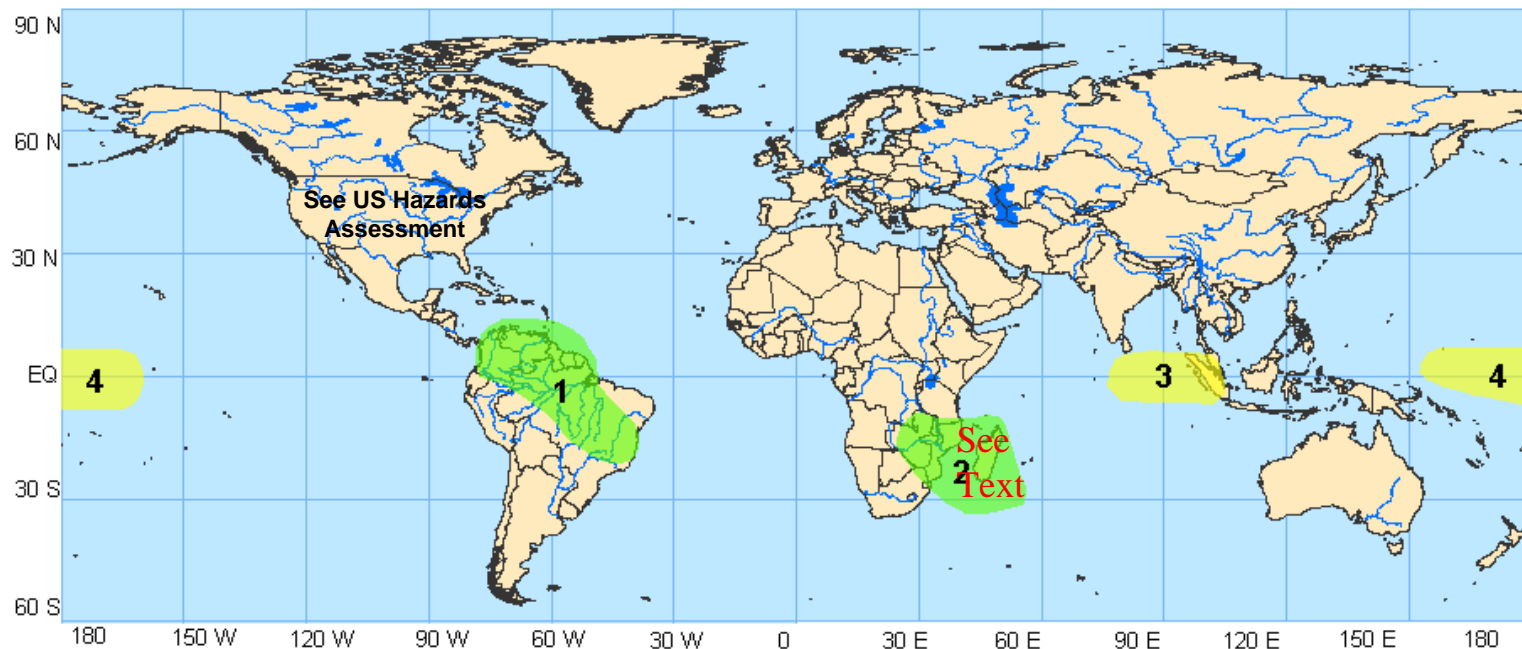 90 N
60 N
See US Hazards
Assessment
30 N
EQ
4
1
3
4
See
2
Text
30 S
60 S
180 150 W 120 W 90 W 60 W 30 W 0 30 E 60 E 90 E 120 E 150 E 180